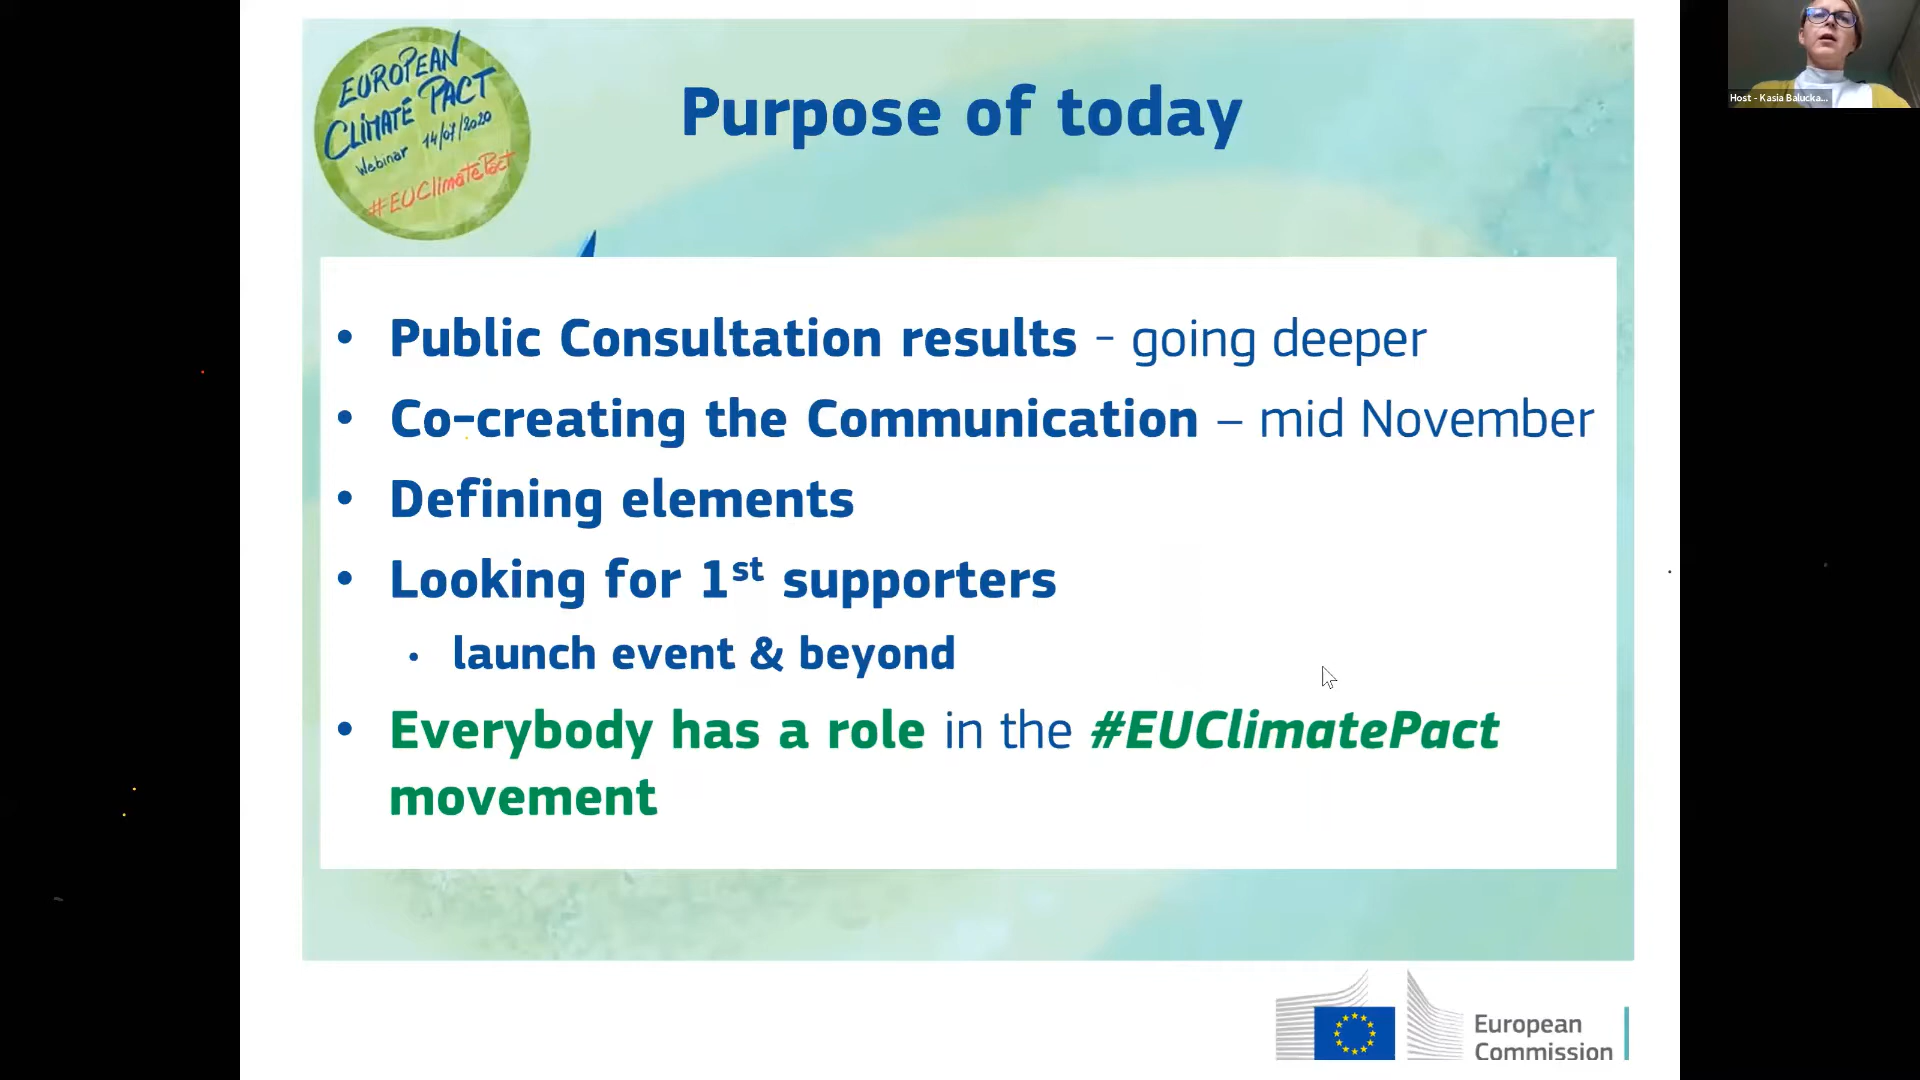 EUROPEAN
CLIMATE PACT
Webinar 14/07/2020
#EUClimatePact
Purpose of today
Host - Kasia Balucka...
• Public Consultation results - going deeper
• Co-creating the Communication – mid November
• Defining elements
• Looking for 1st supporters
• launch event & beyond
• Everybody has a role in the #EUClimatePact
movement
European
Commission